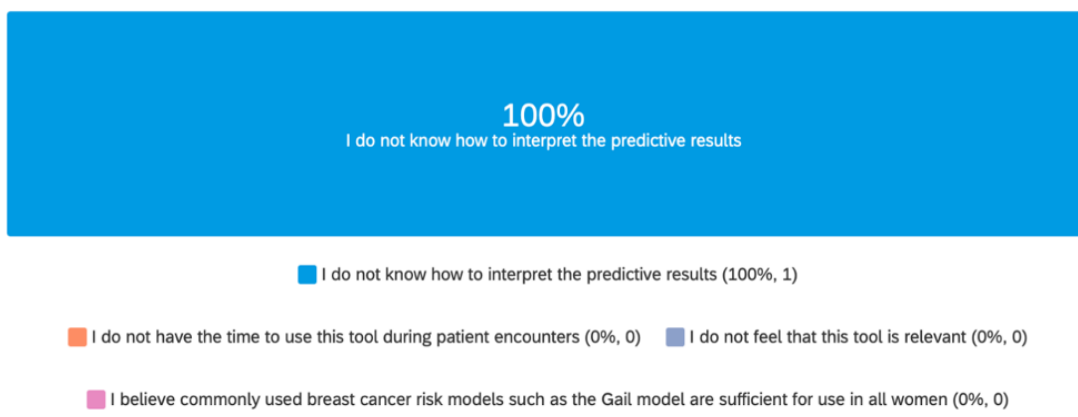 100%
I do not know how to interpret the predictive results
I do not know how to interpret the predictive results (100%, 1)
I do not have the time to use this tool during patient encounters (0%, 0) I do not feel that this tool is relevant (0%, 0)
I believe commonly used breast cancer risk models such as the Gail model are sufficient for use in all women (0%, 0)